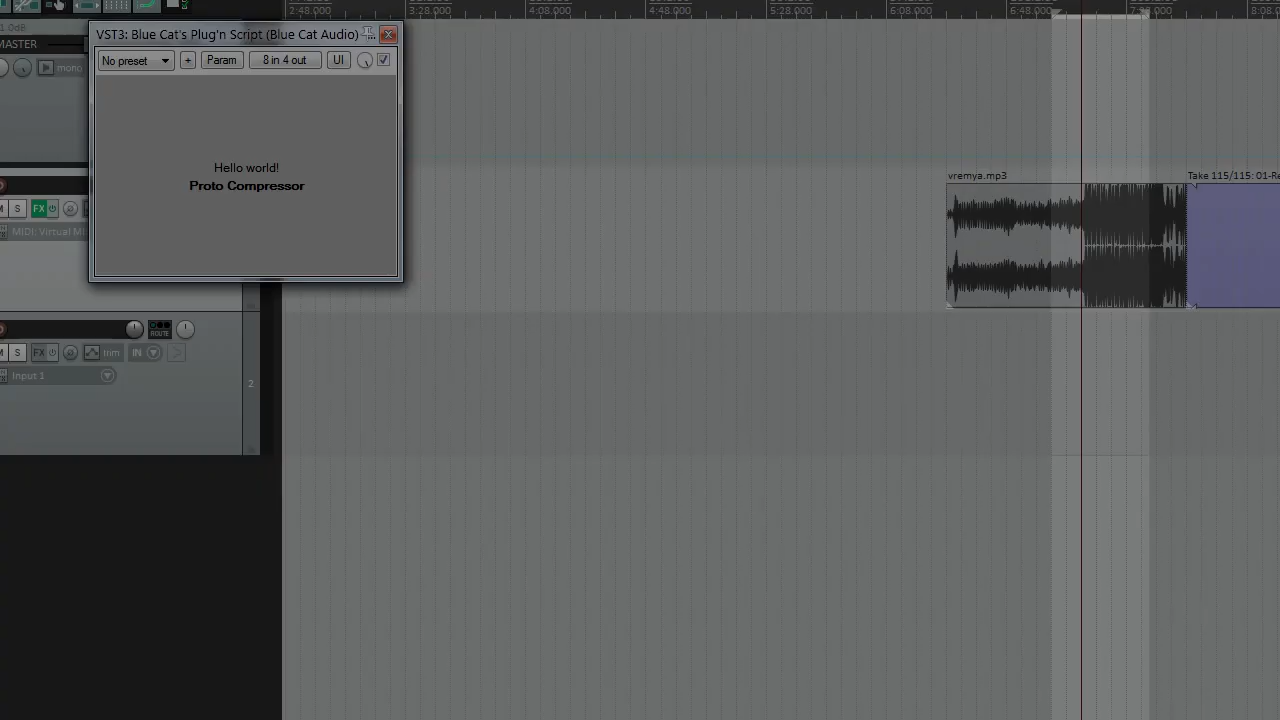 2:48.000 3:28.000 4:08.000 4:48.000 5:28.000 6:08.000 6:48.000 8:08.0
MASTER
mono
VST3: Blue Cat's Plug'n Script (Blue Cat Audio)
No preset + Param 8 in 4 out UI
Hello world!
Proto Compressor
vremya.mp3
Take 115/115: 01-Re
S FX
MIDI: Virtual MI
ROUTE
S FX trim IN
Input 1
2